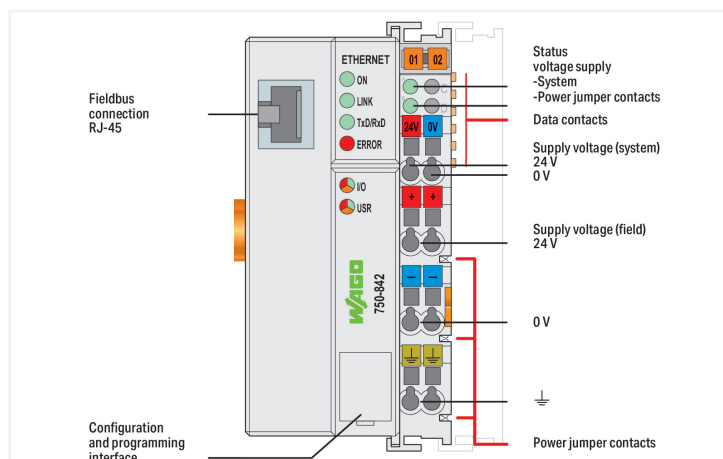 Fieldbus
connection
RJ-45
Configuration
and programming
interface
ETHERNET
ON
LINK
TxD/RxD
ERROR
I/O
USR
WAGO
750-842
01 02
24V 0V
+ +
— —
Status
voltage supply
-System
-Power jumper contacts
Data contacts
Supply voltage (system)
24 V
0 V
Supply voltage (field)
24 V
0 V
Power jumper contacts